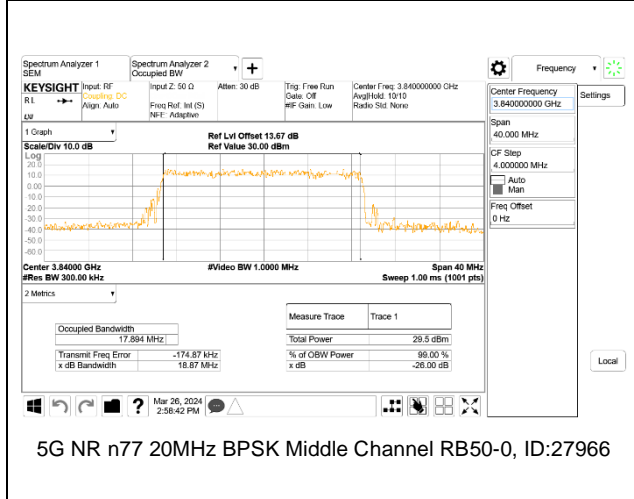 Spectrum Analyzer 1
SEM
Spectrum Analyzer 2
Occupied BW
Frequency
KEYSIGHT
Input: RF
Coupling: DC
Align: Auto
Input Z: 50 Ω
Freq Ref: Int (S)
NFE: Adaptive
Atten: 30 dB
Trig: Free Run
Gate: Off
#IF Gain: Low
Center Freq: 3.840000000 GHz
Avg|Hold: 10/10
Radio Std: None
Center Frequency
3.840000000 GHz
Settings
Span
40.000 MHz
CF Step
4.000000 MHz
Auto
Man
Freq Offset
0 Hz
1 Graph
Scale/Div 10.0 dB
Ref Lvl Offset 13.67 dB
Ref Value 30.00 dBm
Log
20.0
10.0
0.00
-10.0
-20.0
-30.0
-40.0
-50.0
-60.0
Center 3.84000 GHz
#Res BW 300.00 kHz
#Video BW 1.0000 MHz
Span 40 MHz
Sweep 1.00 ms (1001 pts)
2 Metrics
Occupied Bandwidth
17.894 MHz
Transmit Freq Error -174.87 kHz
x dB Bandwidth 18.87 MHz
Measure Trace Trace 1
Total Power 29.5 dBm
% of OBW Power 99.00 %
x dB -26.00 dB
Local
Mar 26, 2024
2:58:42 PM
5G NR n77 20MHz BPSK Middle Channel RB50-0, ID:27966